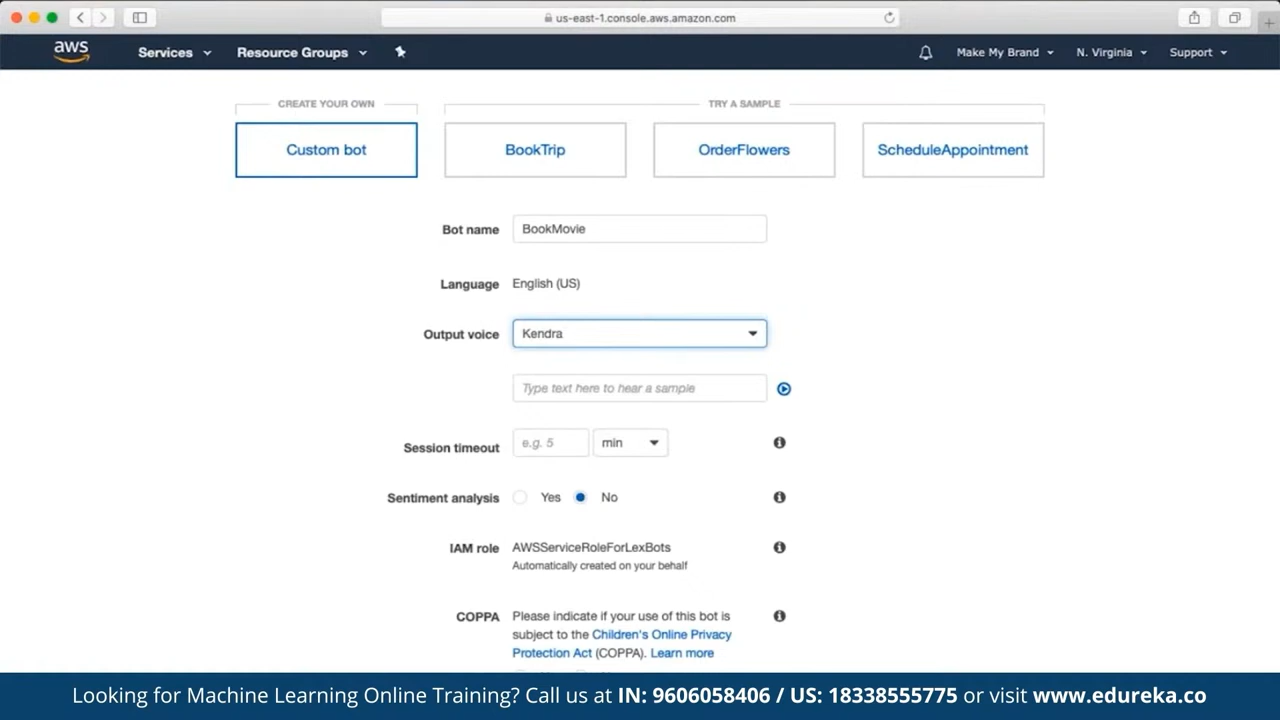 us-east-1.console.aws.amazon.com
aws Services Resource Groups Make My Brand N. Virginia Support
CREATE YOUR OWN TRY A SAMPLE
Custom bot BookTrip OrderFlowers ScheduleAppointment
Bot name BookMovie
Language English (US)
Output voice Kendra
Type text here to hear a sample
Session timeout e.g. 5 min
Sentiment analysis Yes No
IAM role AWSServiceRoleForLexBots
Automatically created on your behalf
COPPA Please indicate if your use of this bot is
subject to the Children's Online Privacy
Protection Act (COPPA). Learn more
Looking for Machine Learning Online Training? Call us at IN: 9606058406 / US: 18338555775 or visit www.edureka.co